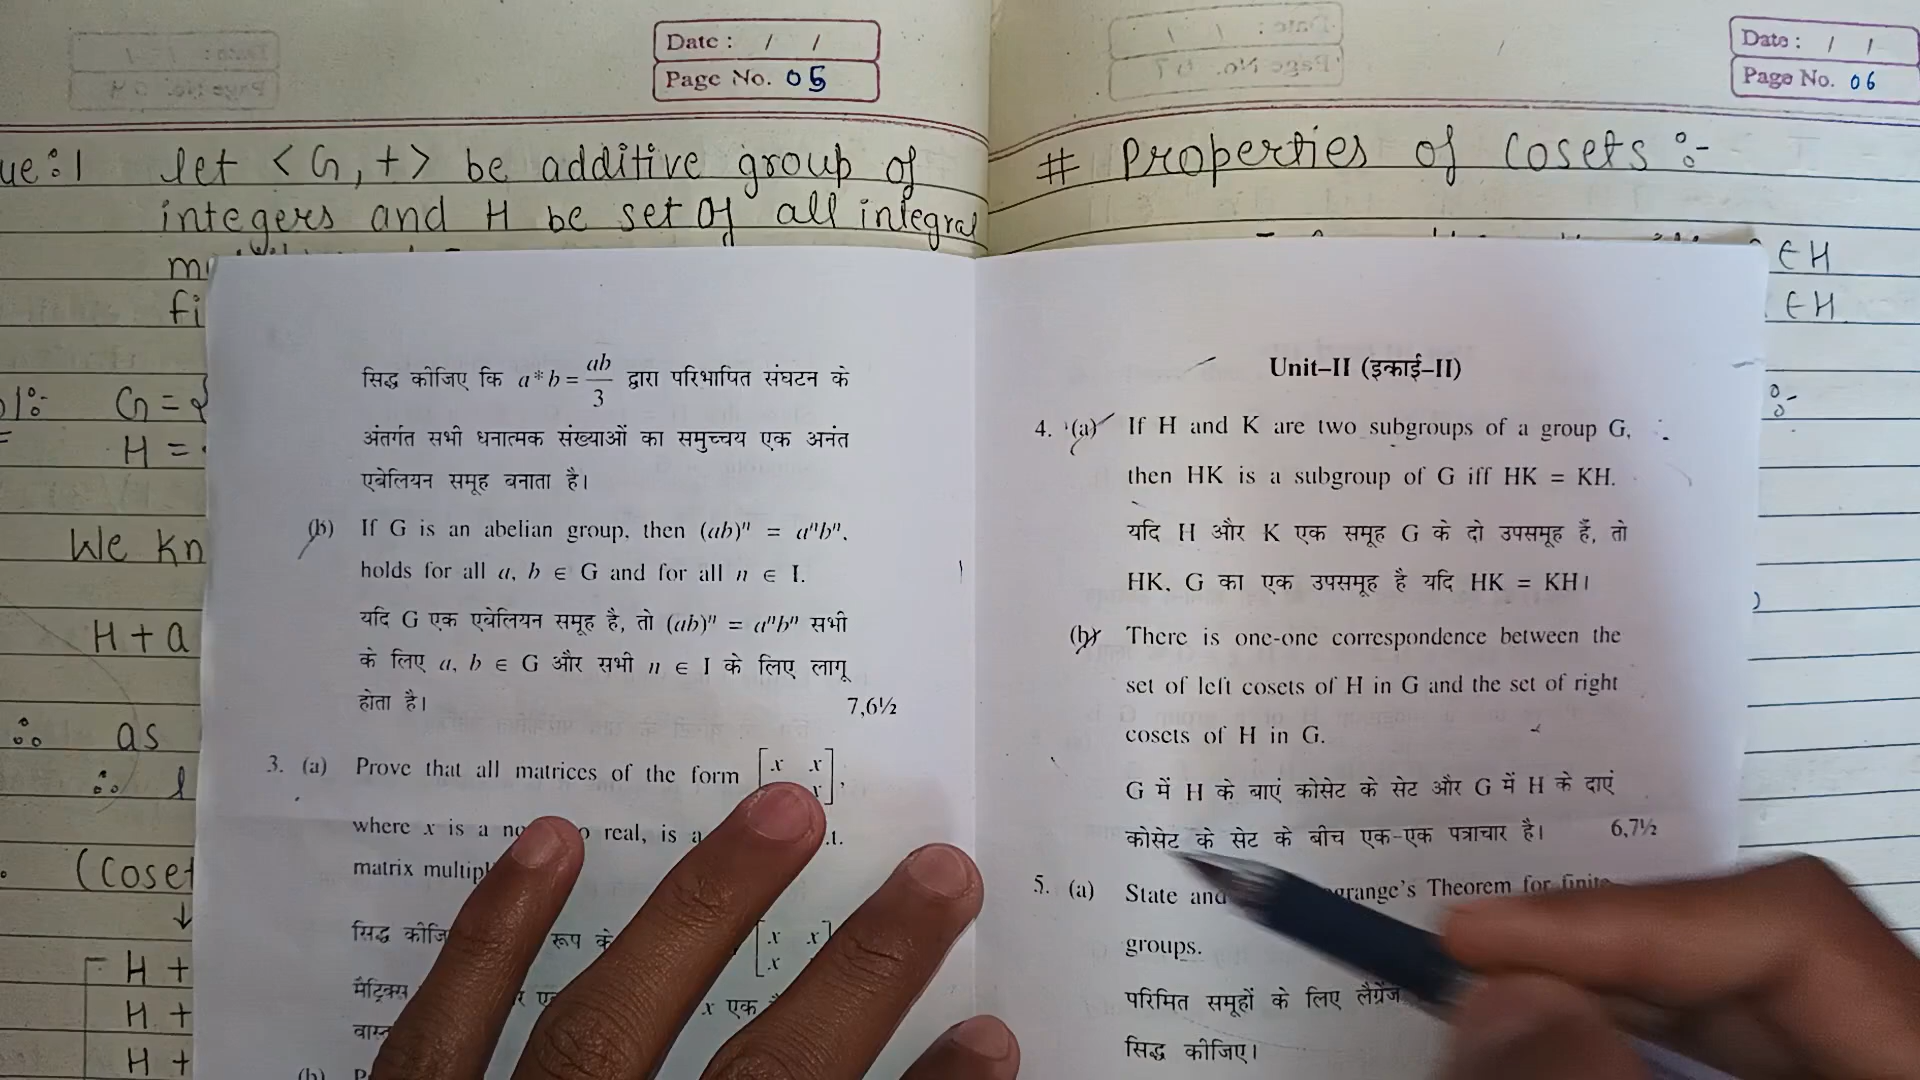 Date : / /
Page No. 05
ue:1 let <G, +> be additive group of
integers and H be set of all integral
fi
G = {
H =
We kn
H + a
∴ as
∴
(Coset
↓
H +
H +
H +
सिद्ध कीजिए कि a * b = ab/3 द्वारा परिभाषित संघटन के
अंतर्गत सभी धनात्मक संख्याओं का समुच्चय एक अनंत
एबेलियन समूह बनाता है।
(b) If G is an abelian group, then (ab)ⁿ = aⁿbⁿ,
holds for all a, b ∈ G and for all n ∈ I.
यदि G एक एबेलियन समूह है, तो (ab)ⁿ = aⁿbⁿ सभी
के लिए a, b ∈ G और सभी n ∈ I के लिए लागू
होता है। 7,6½
3. (a) Prove that all matrices of the form [x x
where x is a real, is a
matrix
सिद्ध रूप के [x x
x
मैट्रिक्स x एक
(b)
Date : / /
Page No. 06
# Properties of Cosets :-
∈ H
∈ H
Unit–II (इकाई–II)
4. (a) If H and K are two subgroups of a group G,
then HK is a subgroup of G iff HK = KH.
यदि H और K एक समूह G के दो उपसमूह हैं, तो
HK, G का एक उपसमूह है यदि HK = KH।
(b) There is one-one correspondence between the
set of left cosets of H in G and the set of right
cosets of H in G.
G में H के बाएं कोसेट के सेट और G में H के दाएं
कोसेट के सेट के बीच एक-एक पत्राचार है। 6,7½
5. (a) State and Theorem for finite
groups.
परिमित समूहों के लिए
सिद्ध कीजिए।